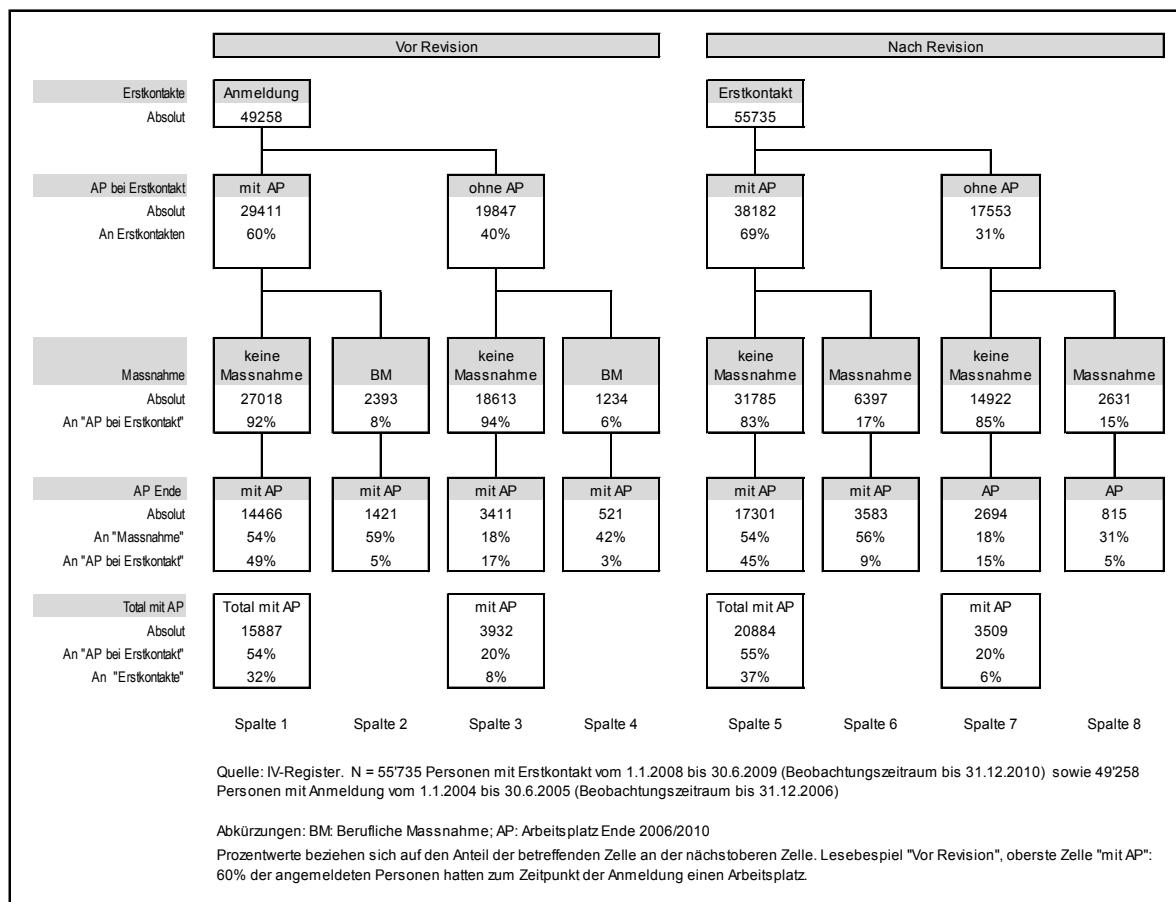 Vor Revision Nach Revision
Erstkontakte Anmeldung Erstkontakt
Absolut 49258 55735
AP bei Erstkontakt mit AP ohne AP mit AP ohne AP
Absolut 29411 19847 38182 17553
An Erstkontakten 60% 40% 69% 31%
keine keine keine keine
Massnahme Massnahme BM Massnahme BM Massnahme Massnahme Massnahme Massnahme
Absolut 27018 2393 18613 1234 31785 6397 14922 2631
An "AP bei Erstkontakt" 92% 8% 94% 6% 83% 17% 85% 15%
AP Ende mit AP mit AP mit AP mit AP mit AP mit AP AP AP
Absolut 14466 1421 3411 521 17301 3583 2694 815
An "Massnahme" 54% 59% 18% 42% 54% 56% 18% 31%
An "AP bei Erstkontakt" 49% 5% 17% 3% 45% 9% 15% 5%
Total mit AP Total mit AP mit AP Total mit AP mit AP
Absolut 15887 3932 20884 3509
An "AP bei Erstkontakt" 54% 20% 55% 20%
An "Erstkontakte" 32% 8% 37% 6%
Spalte 1 Spalte 2 Spalte 3 Spalte 4 Spalte 5 Spalte 6 Spalte 7 Spalte 8
Quelle: IV-Register. N = 55'735 Personen mit Erstkontakt vom 1.1.2008 bis 30.6.2009 (Beobachtungszeitraum bis 31.12.2010) sowie 49'258
Personen mit Anmeldung vom 1.1.2004 bis 30.6.2005 (Beobachtungszeitraum bis 31.12.2006)
Abkürzungen: BM: Berufliche Massnahme; AP: Arbeitsplatz Ende 2006/2010
Prozentwerte beziehen sich auf den Anteil der betreffenden Zelle an der nächstoberen Zelle. Lesebeispiel "Vor Revision", oberste Zelle "mit AP":
60% der angemeldeten Personen hatten zum Zeitpunkt der Anmeldung einen Arbeitsplatz.